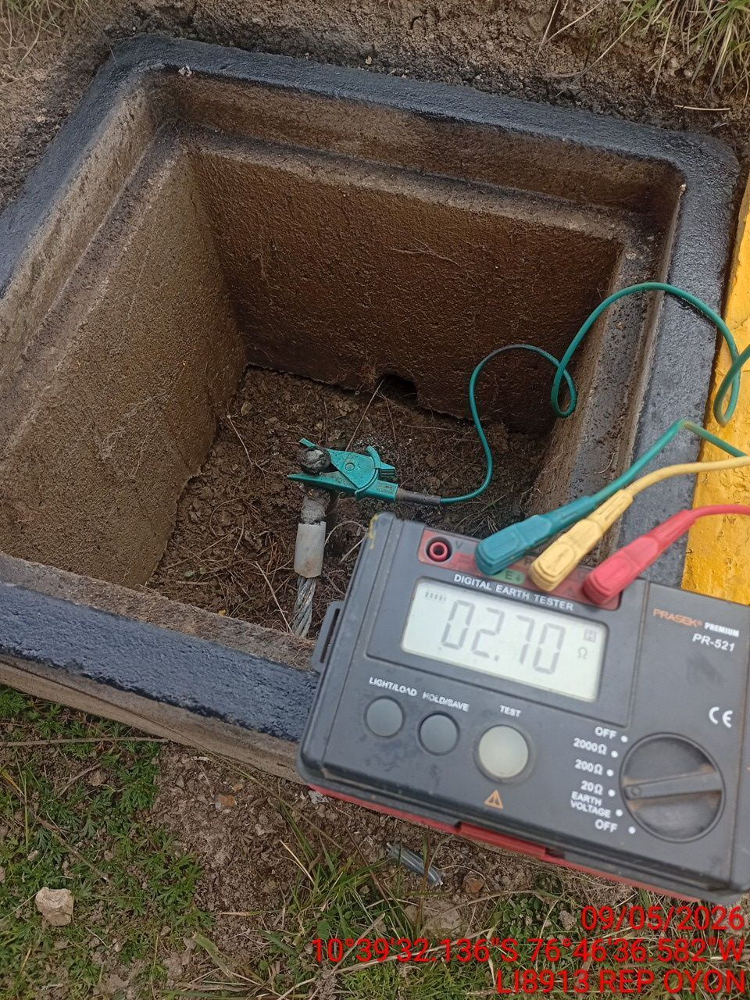 DIGITAL EARTH TESTER
PRASEK® PREMIUM
PR-521
02.70
H
Ω
LIGHT/LOAD
HOLD/SAVE
TEST
CE
OFF
2000Ω
200Ω
20Ω
EARTH
VOLTAGE
OFF
09/05/2026
10°39'32.136"S 76°46'36.582"W
LI8913 REP OYON